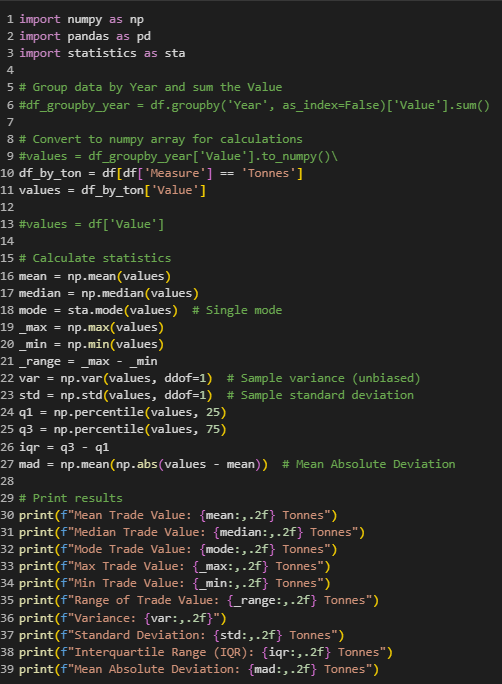 1 import numpy as np
2 import pandas as pd
3 import statistics as sta
4
5 # Group data by Year and sum the Value
6 #df_groupby_year = df.groupby('Year', as_index=False)['Value'].sum()
7
8 # Convert to numpy array for calculations
9 #values = df_groupby_year['Value'].to_numpy()\
10 df_by_ton = df[df['Measure'] == 'Tonnes']
11 values = df_by_ton['Value']
12
13 #values = df['Value']
14
15 # Calculate statistics
16 mean = np.mean(values)
17 median = np.median(values)
18 mode = sta.mode(values)  # Single mode
19 _max = np.max(values)
20 _min = np.min(values)
21 _range = _max - _min
22 var = np.var(values, ddof=1)  # Sample variance (unbiased)
23 std = np.std(values, ddof=1)  # Sample standard deviation
24 q1 = np.percentile(values, 25)
25 q3 = np.percentile(values, 75)
26 iqr = q3 - q1
27 mad = np.mean(np.abs(values - mean))  # Mean Absolute Deviation
28
29 # Print results
30 print(f"Mean Trade Value: {mean:,.2f} Tonnes")
31 print(f"Median Trade Value: {median:,.2f} Tonnes")
32 print(f"Mode Trade Value: {mode:,.2f} Tonnes")
33 print(f"Max Trade Value: {_max:,.2f} Tonnes")
34 print(f"Min Trade Value: {_min:,.2f} Tonnes")
35 print(f"Range of Trade Value: {_range:,.2f} Tonnes")
36 print(f"Variance: {var:,.2f}")
37 print(f"Standard Deviation: {std:,.2f} Tonnes")
38 print(f"Interquartile Range (IQR): {iqr:,.2f} Tonnes")
39 print(f"Mean Absolute Deviation: {mad:,.2f} Tonnes")